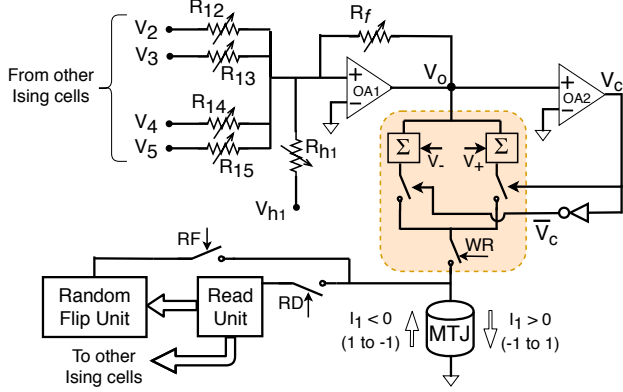 R12
V2
V3
R13
From other
Ising cells
R14
V4
V5
R15
Rh1
Vh1
Rf
+
−
OA1
Vo
+
−
OA2
Vc
Σ
V-
V+
Σ
V̅c
WR
RF
RD
Random
Flip Unit
Read
Unit
To other
Ising cells
I1 < 0
(1 to -1)
MTJ
I1 > 0
(-1 to 1)